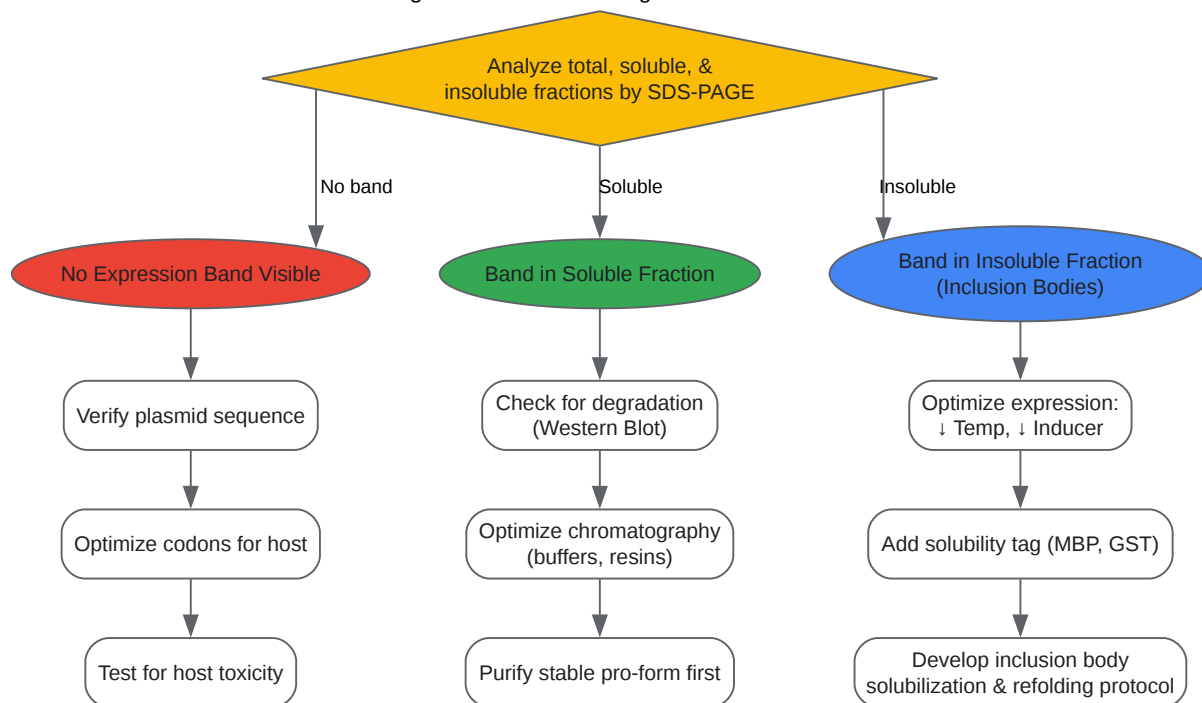 Analyze total, soluble, &
insoluble fractions by SDS-PAGE
No band
Soluble
Insoluble
No Expression Band Visible
Band in Soluble Fraction
Band in Insoluble Fraction
(Inclusion Bodies)
Verify plasmid sequence
Check for degradation
(Western Blot)
Optimize expression:
↓ Temp, ↓ Inducer
Optimize codons for host
Optimize chromatography
(buffers, resins)
Add solubility tag (MBP, GST)
Test for host toxicity
Purify stable pro-form first
Develop inclusion body
solubilization & refolding protocol